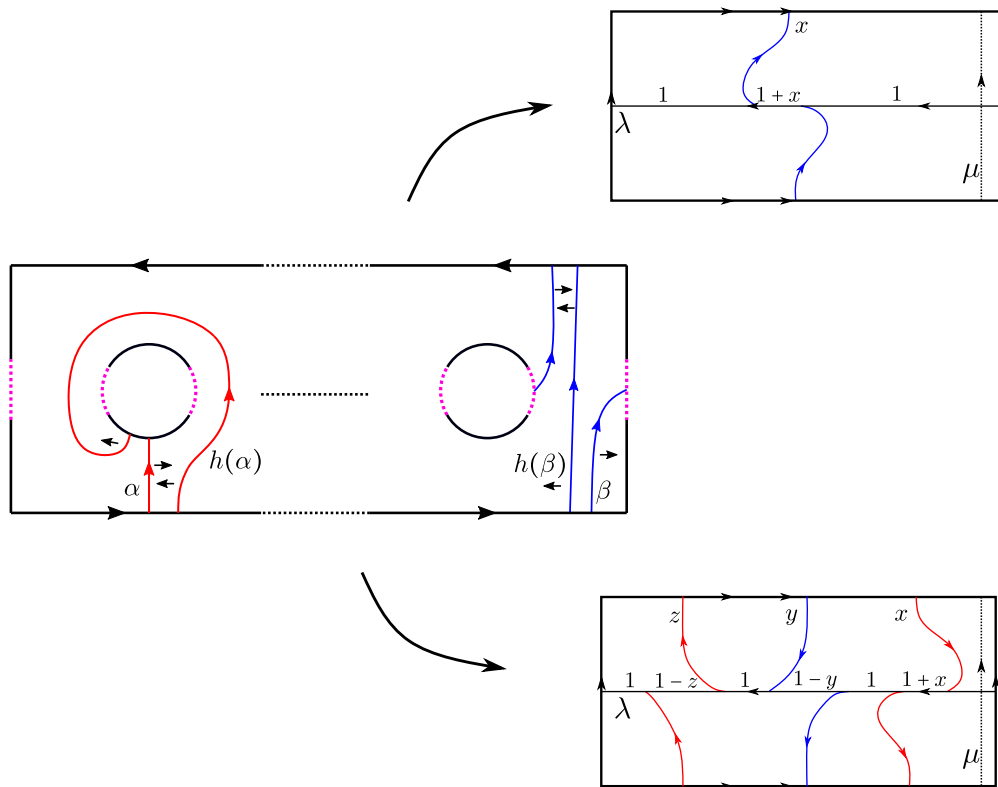 x
1 1 + x 1
λ
μ
α h(α) h(β) β
z y x
1 1 − z 1 1 − y 1 1 + x
λ
μ